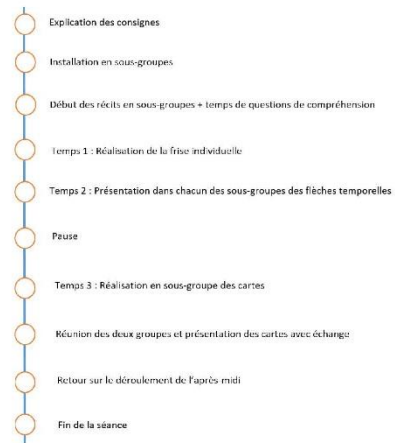 Explication des consignes
Installation en sous-groupes
Début des récits en sous-groupes + temps de questions de compréhension
Temps 1 : Réalisation de la frise individuelle
Temps 2 : Présentation dans chacun des sous-groupes des flèches temporelles
Pause
Temps 3 : Réalisation en sous-groupe des cartes
Réunion des deux groupes et présentation des cartes avec échange
Retour sur le déroulement de l'après-midi
Fin de la séance